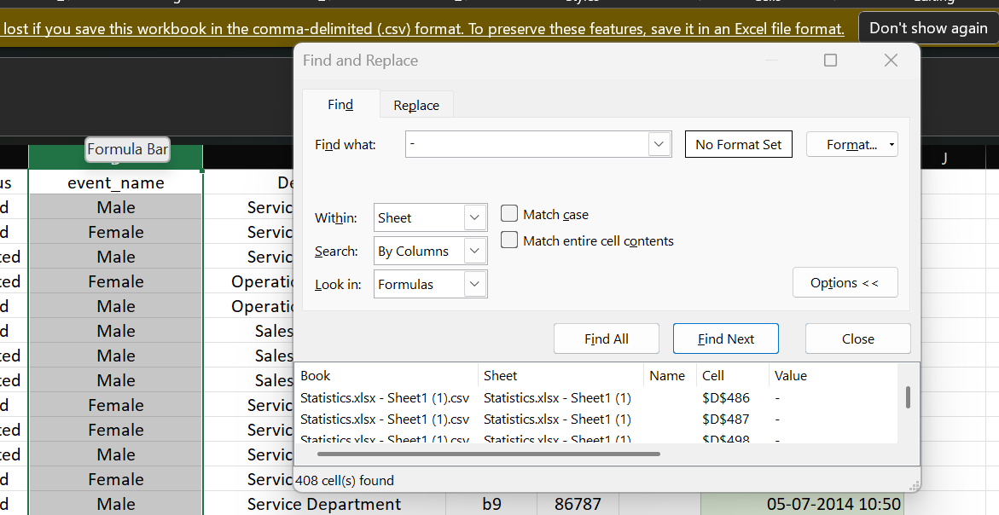 lost if you save this workbook in the comma-delimited (.csv) format. To preserve these features, save it in an Excel file format. Don't show again
Find and Replace
Find Replace
Find what: - No Format Set Format...
Formula Bar
J
us event_name De
d Male Servic
d Female Servic
ted Male Servic
ted Female Operatio
d Male Operatio
d Male Sales
ted Male Sales
ted Male Sales
d Female Servic
ted Female Servic
ted Male Servic
d Female Servic
d Male Service Department b9 86787 05-07-2014 10:50
Within: Sheet Match case
Match entire cell contents
Search: By Columns
Look in: Formulas Options <<
Find All Find Next Close
Book Sheet Name Cell Value
Statistics.xlsx - Sheet1 (1).csv Statistics.xlsx - Sheet1 (1) $D$486 -
Statistics.xlsx - Sheet1 (1).csv Statistics.xlsx - Sheet1 (1) $D$487 -
Statistics.xlsx - Sheet1 (1).csv Statistics.xlsx - Sheet1 (1) $D$498 -
408 cell(s) found